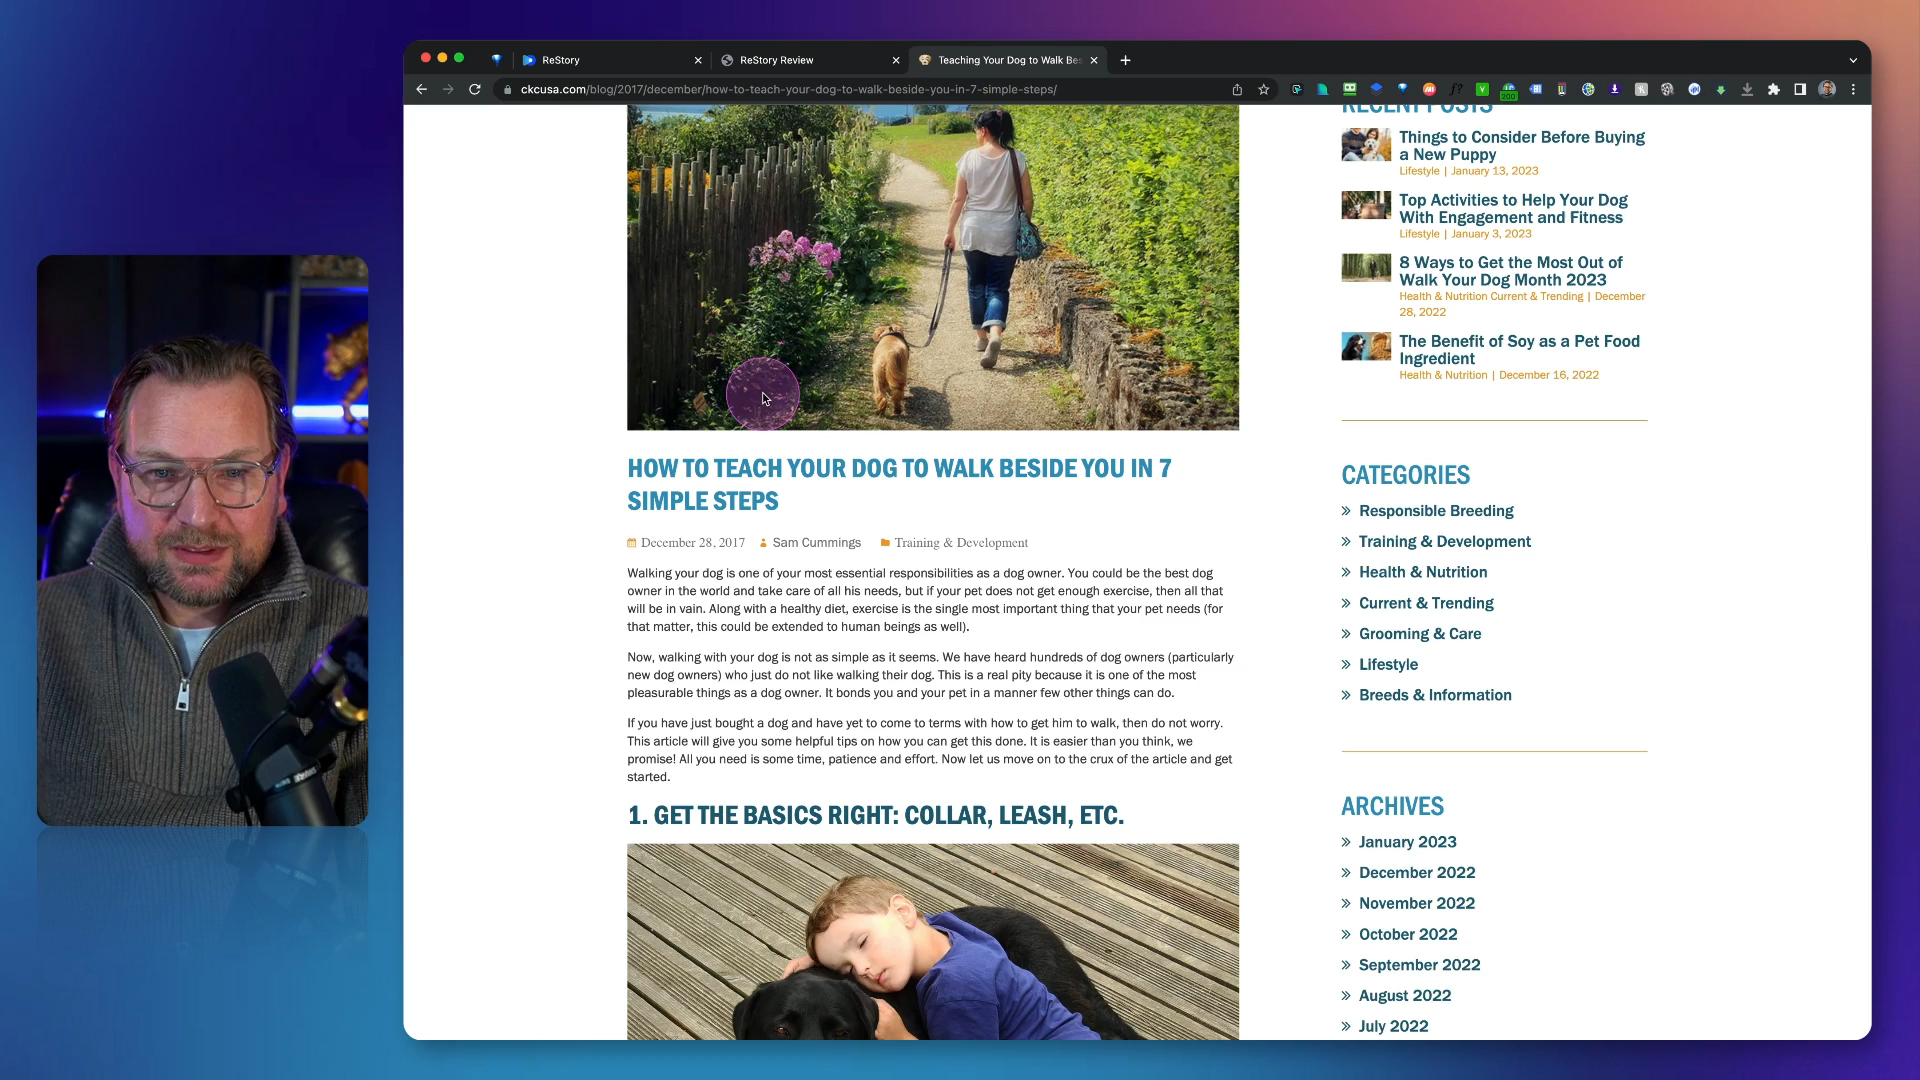 ReStory
ReStory Review
Teaching Your Dog to Walk Bes
ckcusa.com/blog/2017/december/how-to-teach-your-dog-to-walk-beside-you-in-7-simple-steps/
HOW TO TEACH YOUR DOG TO WALK BESIDE YOU IN 7
SIMPLE STEPS
December 28, 2017 Sam Cummings Training & Development
Walking your dog is one of your most essential responsibilities as a dog owner. You could be the best dog
owner in the world and take care of all his needs, but if your pet does not get enough exercise, then all that
will be in vain. Along with a healthy diet, exercise is the single most important thing that your pet needs (for
that matter, this could be extended to human beings as well).
Now, walking with your dog is not as simple as it seems. We have heard hundreds of dog owners (particularly
new dog owners) who just do not like walking their dog. This is a real pity because it is one of the most
pleasurable things as a dog owner. It bonds you and your pet in a manner few other things can do.
If you have just bought a dog and have yet to come to terms with how to get him to walk, then do not worry.
This article will give you some helpful tips on how you can get this done. It is easier than you think, we
promise! All you need is some time, patience and effort. Now let us move on to the crux of the article and get
started.
1. GET THE BASICS RIGHT: COLLAR, LEASH, ETC.
RECENT POSTS
Things to Consider Before Buying
a New Puppy
Lifestyle | January 13, 2023
Top Activities to Help Your Dog
With Engagement and Fitness
Lifestyle | January 3, 2023
8 Ways to Get the Most Out of
Walk Your Dog Month 2023
Health & Nutrition Current & Trending | December
28, 2022
The Benefit of Soy as a Pet Food
Ingredient
Health & Nutrition | December 16, 2022
CATEGORIES
Responsible Breeding
Training & Development
Health & Nutrition
Current & Trending
Grooming & Care
Lifestyle
Breeds & Information
ARCHIVES
January 2023
December 2022
November 2022
October 2022
September 2022
August 2022
July 2022